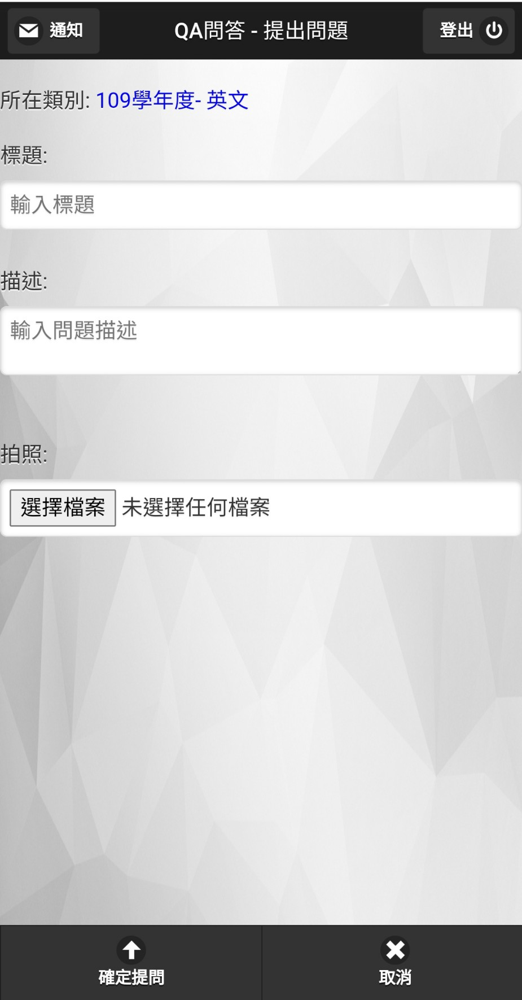 通知
QA問答 - 提出問題
登出
所在類別: 109學年度- 英文
標題:
輸入標題
描述:
輸入問題描述
拍照:
選擇檔案 未選擇任何檔案
確定提問
取消